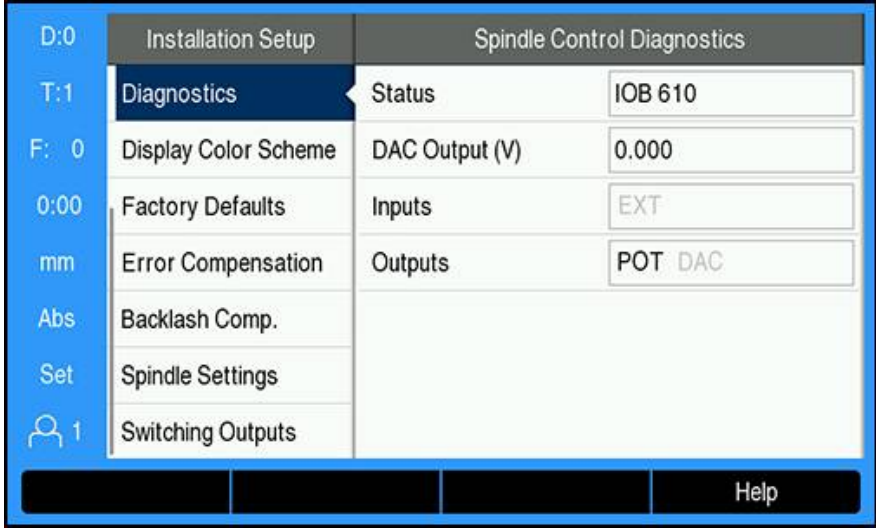 D:0
T:1
F: 0
0:00
mm
Abs
Set
1
Installation Setup
Diagnostics
Display Color Scheme
Factory Defaults
Error Compensation
Backlash Comp.
Spindle Settings
Switching Outputs
Spindle Control Diagnostics
Status IOB 610
DAC Output (V) 0.000
Inputs EXT
Outputs POT DAC
Help